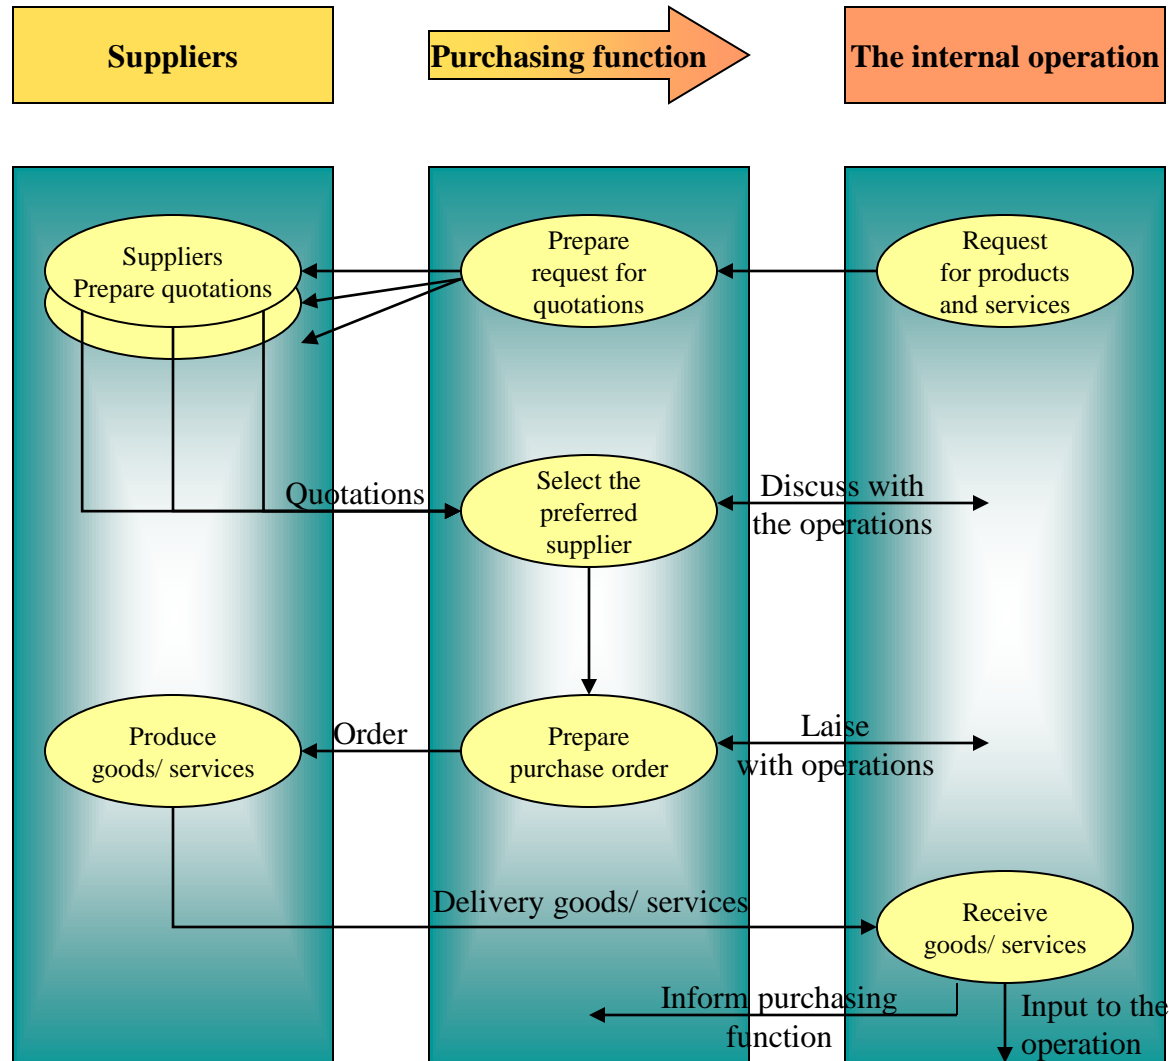 Suppliers
Purchasing function
The internal operation
Suppliers
Prepare quotations
Prepare
request for
quotations
Request
for products
and services
Quotations
Select the
preferred
supplier
Discuss with
the operations
Produce
goods/ services
Order
Prepare
purchase order
Laise
with operations
Delivery goods/ services
Receive
goods/ services
Inform purchasing
function
Input to the
operation